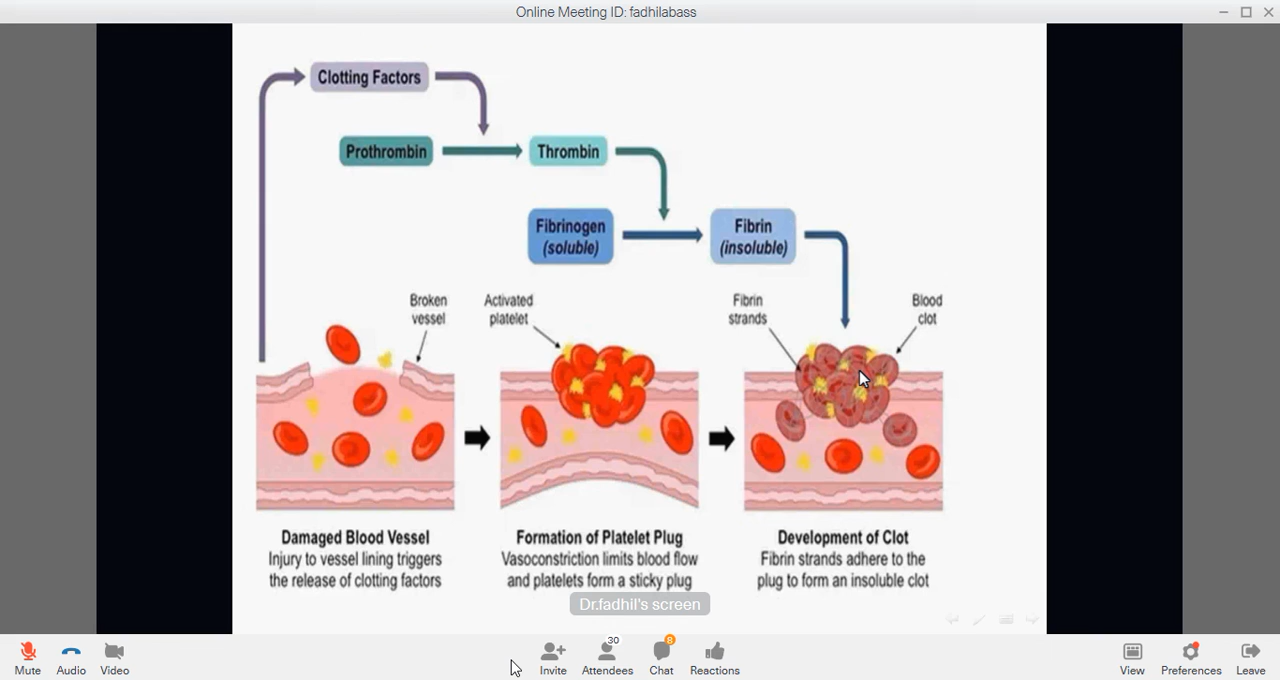 Online Meeting ID: fadhilabass
Clotting Factors
Prothrombin
Thrombin
Fibrinogen
(soluble)
Fibrin
(insoluble)
Broken
vessel
Activated
platelet
Fibrin
strands
Blood
clot
Damaged Blood Vessel
Injury to vessel lining triggers
the release of clotting factors
Formation of Platelet Plug
Vasoconstriction limits blood flow
and platelets form a sticky plug
Development of Clot
Fibrin strands adhere to the
plug to form an insoluble clot
Dr.fadhil's screen
30
8
Mute
Audio
Video
Invite
Attendees
Chat
Reactions
View
Preferences
Leave